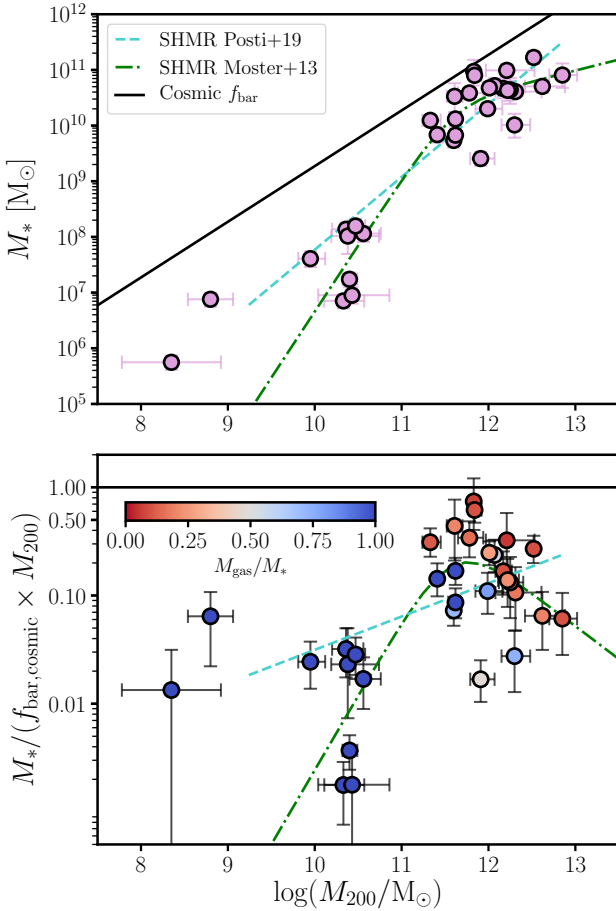 10^12
10^11
10^10
10^9
10^8
10^7
10^6
10^5
M_* [M_⊙]
SHMR Posti+19
SHMR Moster+13
Cosmic f_bar
8 9 10 11 12 13
1.00
0.50
0.10
0.01
M_*/(f_bar,cosmic × M_200)
0.00 0.25 0.50 0.75 1.00
M_gas/M_*
8 9 10 11 12 13
log(M_200/M_⊙)